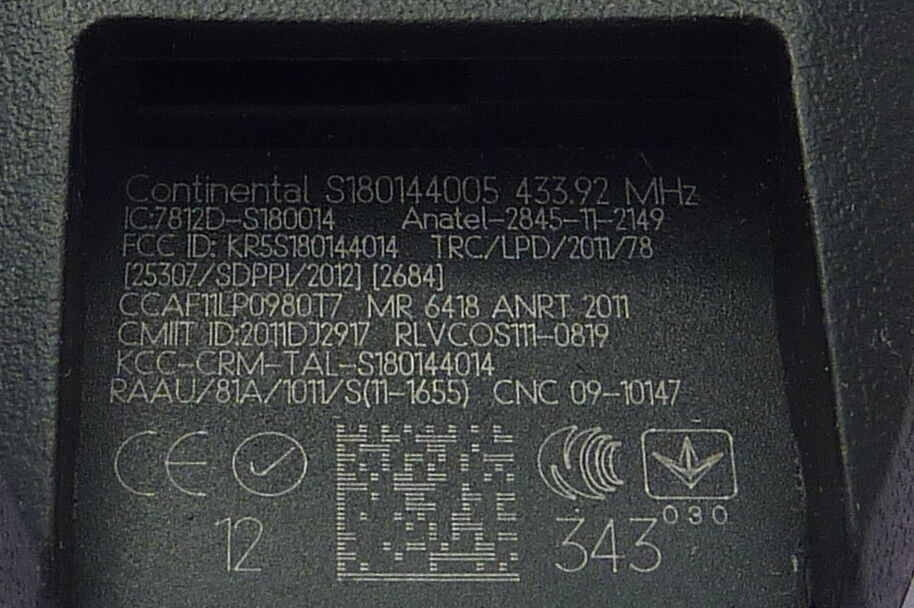 Continental S180144005 433.92 MHz
IC:7812D-S180014 Anatel-2845-11-2149
FCC ID: KR5S180144014 TRC/LPD/2011/78
[25307/SDPPI/2012] [2684]
CCAF11LP0980T7 MR 6418 ANRT 2011
CMIIT ID:2011DJ2917 RLVCOS111-0819
KCC-CRM-TAL-S180144014
RAAU/81A/1011/S(11-1655) CNC 09-10147
CE
030
12 343